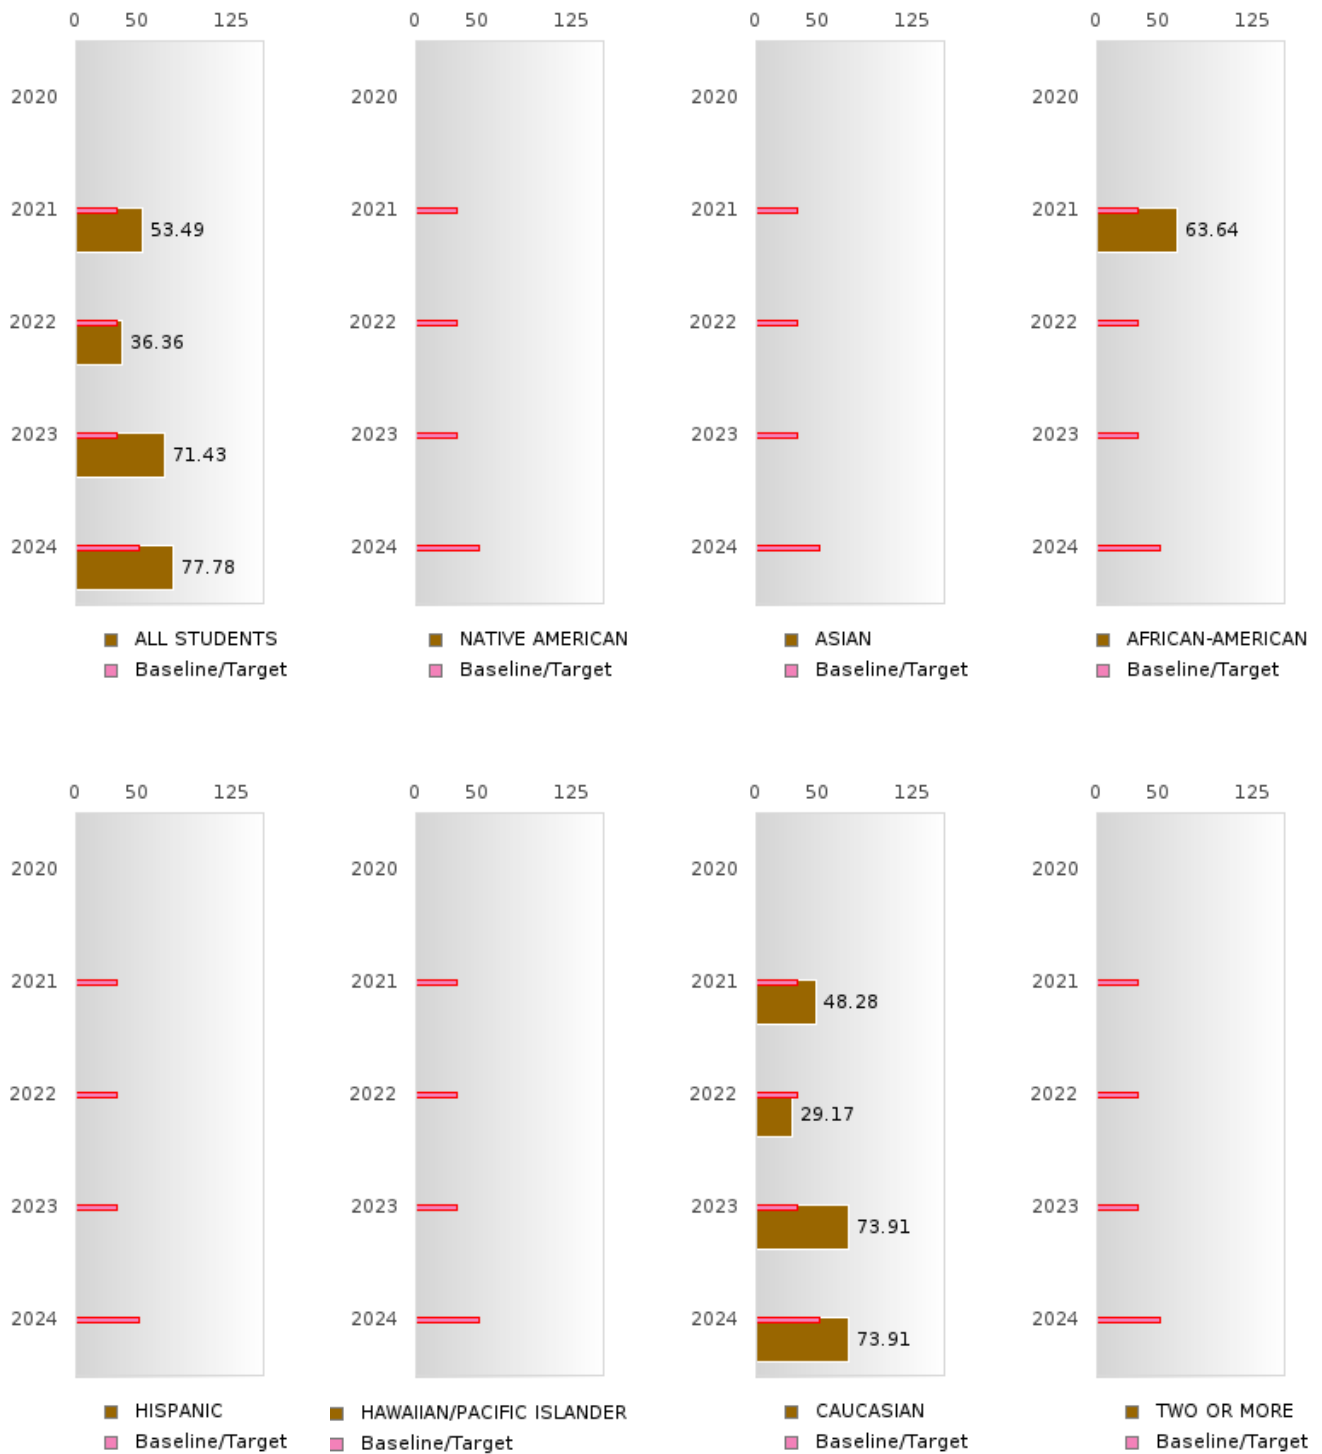 0 50 125 0 50 125 0 50 125 0 50 125
2020 2020 2020 2020
2021 2021 2021 2021
53.49 63.64
2022 2022 2022 2022
36.36
2023 2023 2023 2023
71.43
2024 2024 2024 2024
77.78
ALL STUDENTS NATIVE AMERICAN ASIAN AFRICAN-AMERICAN
Baseline/Target Baseline/Target Baseline/Target Baseline/Target
0 50 125 0 50 125 0 50 125 0 50 125
2020 2020 2020 2020
2021 2021 2021 2021
48.28
2022 2022 2022 2022
29.17
2023 2023 2023 2023
73.91
2024 2024 2024 2024
73.91
HISPANIC HAWAIIAN/PACIFIC ISLANDER CAUCASIAN TWO OR MORE
Baseline/Target Baseline/Target Baseline/Target Baseline/Target